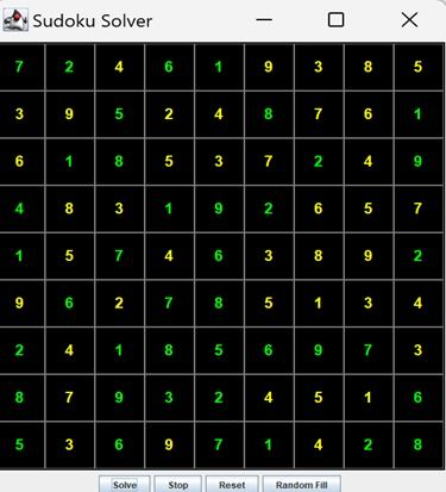 Sudoku Solver
7 2 4 6 1 9 3 8 5
3 9 5 2 4 8 7 6 1
6 1 8 5 3 7 2 4 9
4 8 3 1 9 2 6 5 7
1 5 7 4 6 3 8 9 2
9 6 2 7 8 5 1 3 4
2 4 1 8 5 6 9 7 3
8 7 9 3 2 4 5 1 6
5 3 6 9 7 1 4 2 8
Solve Stop Reset Random Fill